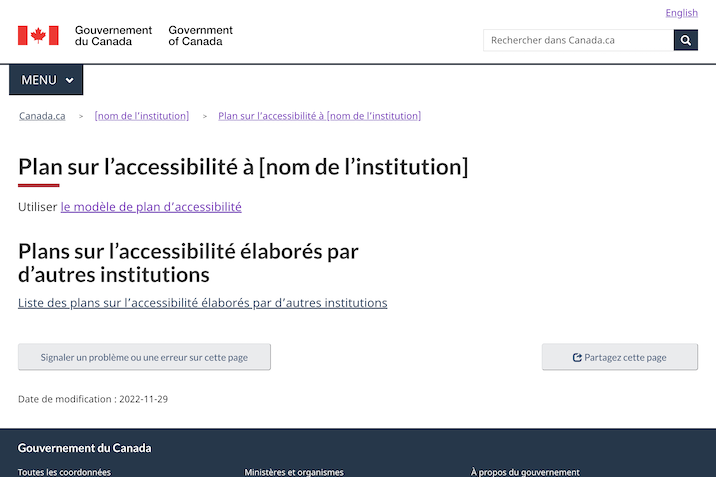 English
Gouvernement
du Canada
Government
of Canada
Rechercher dans Canada.ca
MENU
Canada.ca > [nom de l’institution] > Plan sur l’accessibilité à [nom de l’institution]
Plan sur l’accessibilité à [nom de l’institution]
Utiliser le modèle de plan d’accessibilité
Plans sur l’accessibilité élaborés par
d’autres institutions
Liste des plans sur l’accessibilité élaborés par d’autres institutions
Signaler un problème ou une erreur sur cette page
Partagez cette page
Date de modification : 2022-11-29
Gouvernement du Canada
Toutes les coordonnées
Ministères et organismes
À propos du gouvernement